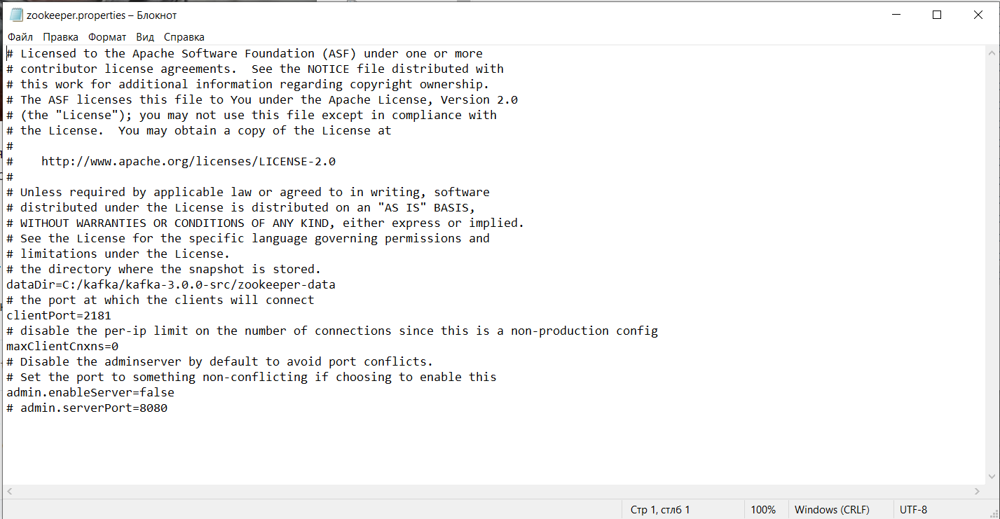 zookeeper.properties – Блокнот
Файл Правка Формат Вид Справка
# Licensed to the Apache Software Foundation (ASF) under one or more
# contributor license agreements.  See the NOTICE file distributed with
# this work for additional information regarding copyright ownership.
# The ASF licenses this file to You under the Apache License, Version 2.0
# (the "License"); you may not use this file except in compliance with
# the License.  You may obtain a copy of the License at
#
#    http://www.apache.org/licenses/LICENSE-2.0
#
# Unless required by applicable law or agreed to in writing, software
# distributed under the License is distributed on an "AS IS" BASIS,
# WITHOUT WARRANTIES OR CONDITIONS OF ANY KIND, either express or implied.
# See the License for the specific language governing permissions and
# limitations under the License.
# the directory where the snapshot is stored.
dataDir=C:/kafka/kafka-3.0.0-src/zookeeper-data
# the port at which the clients will connect
clientPort=2181
# disable the per-ip limit on the number of connections since this is a non-production config
maxClientCnxns=0
# Disable the adminserver by default to avoid port conflicts.
# Set the port to something non-conflicting if choosing to enable this
admin.enableServer=false
# admin.serverPort=8080
Стр 1, стлб 1 100% Windows (CRLF) UTF-8